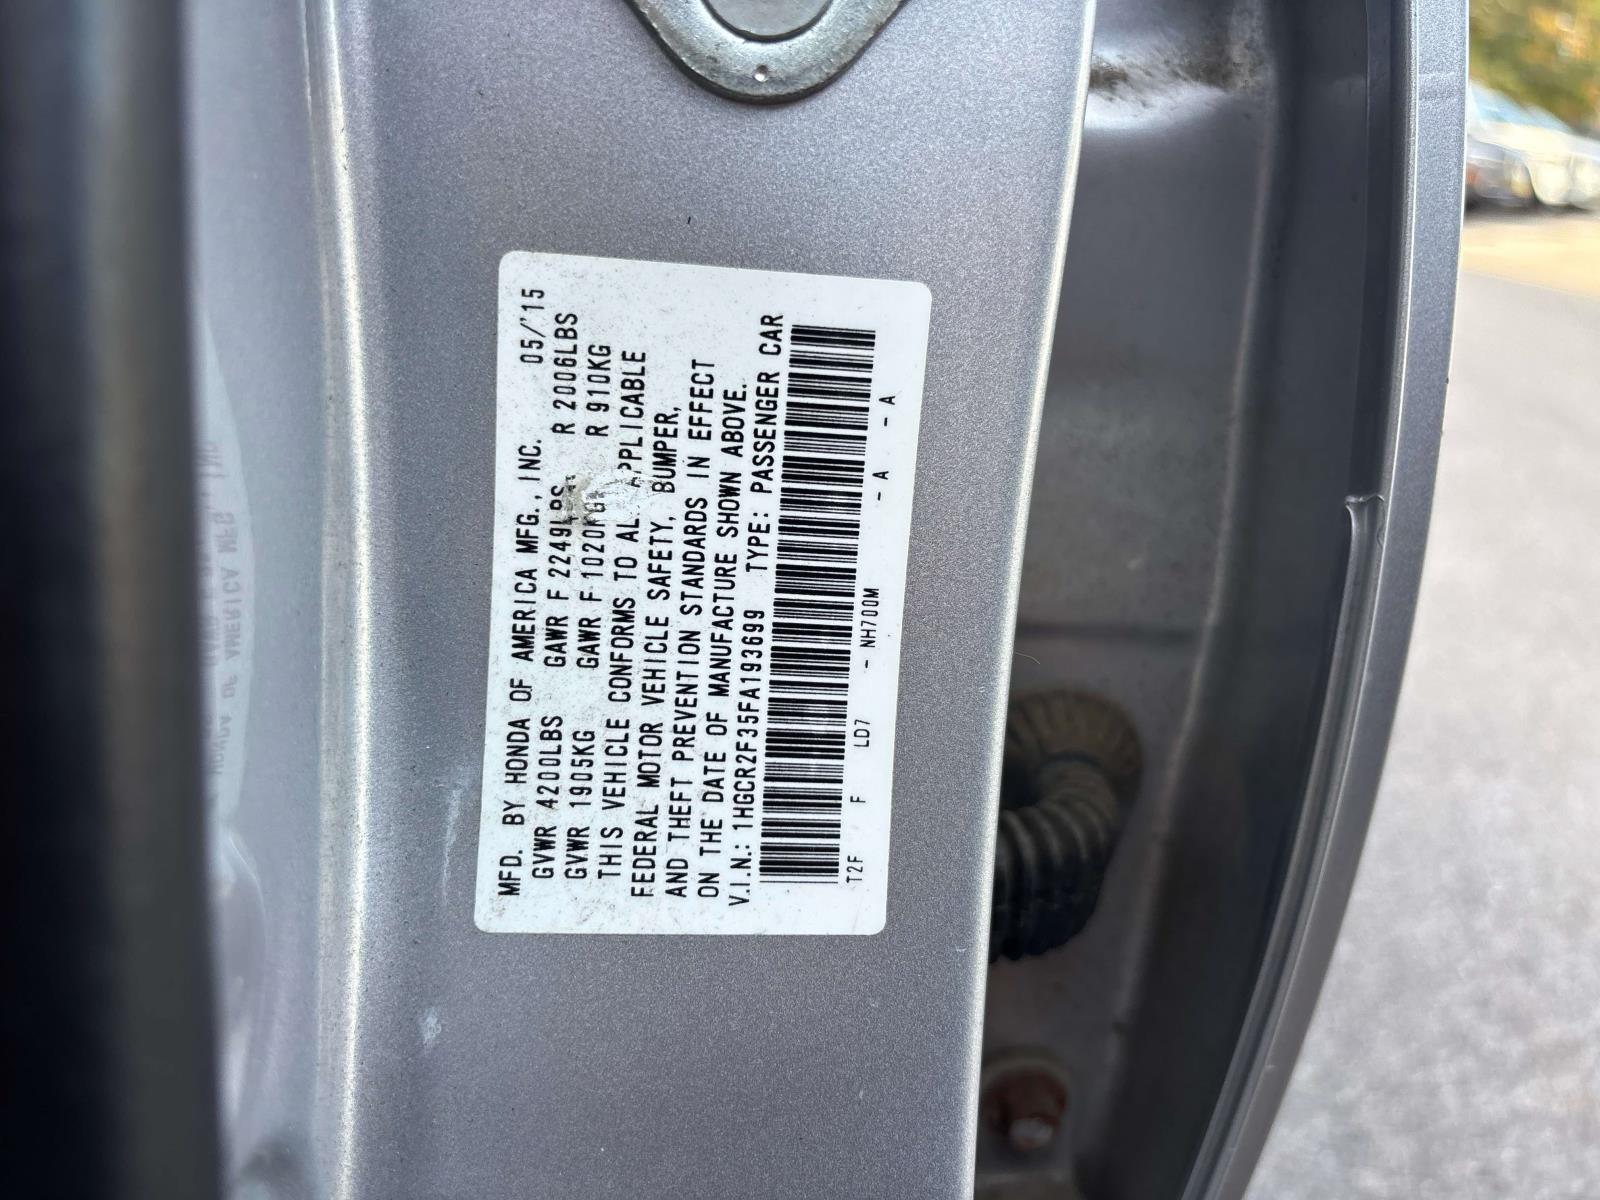 MFD. BY HONDA OF AMERICA MFG., INC. 05/'15
GVWR 4200LBS GAWR F 2249LBS R 2006LBS
GVWR 1905KG GAWR F 1020KG R 910KG
THIS VEHICLE CONFORMS TO ALL APPLICABLE
FEDERAL MOTOR VEHICLE SAFETY, BUMPER,
AND THEFT PREVENTION STANDARDS IN EFFECT
ON THE DATE OF MANUFACTURE SHOWN ABOVE.
V.I.N.: 1HGCR2F35FA193699 TYPE: PASSENGER CAR
T2F F LD7 - NH700M - A - A